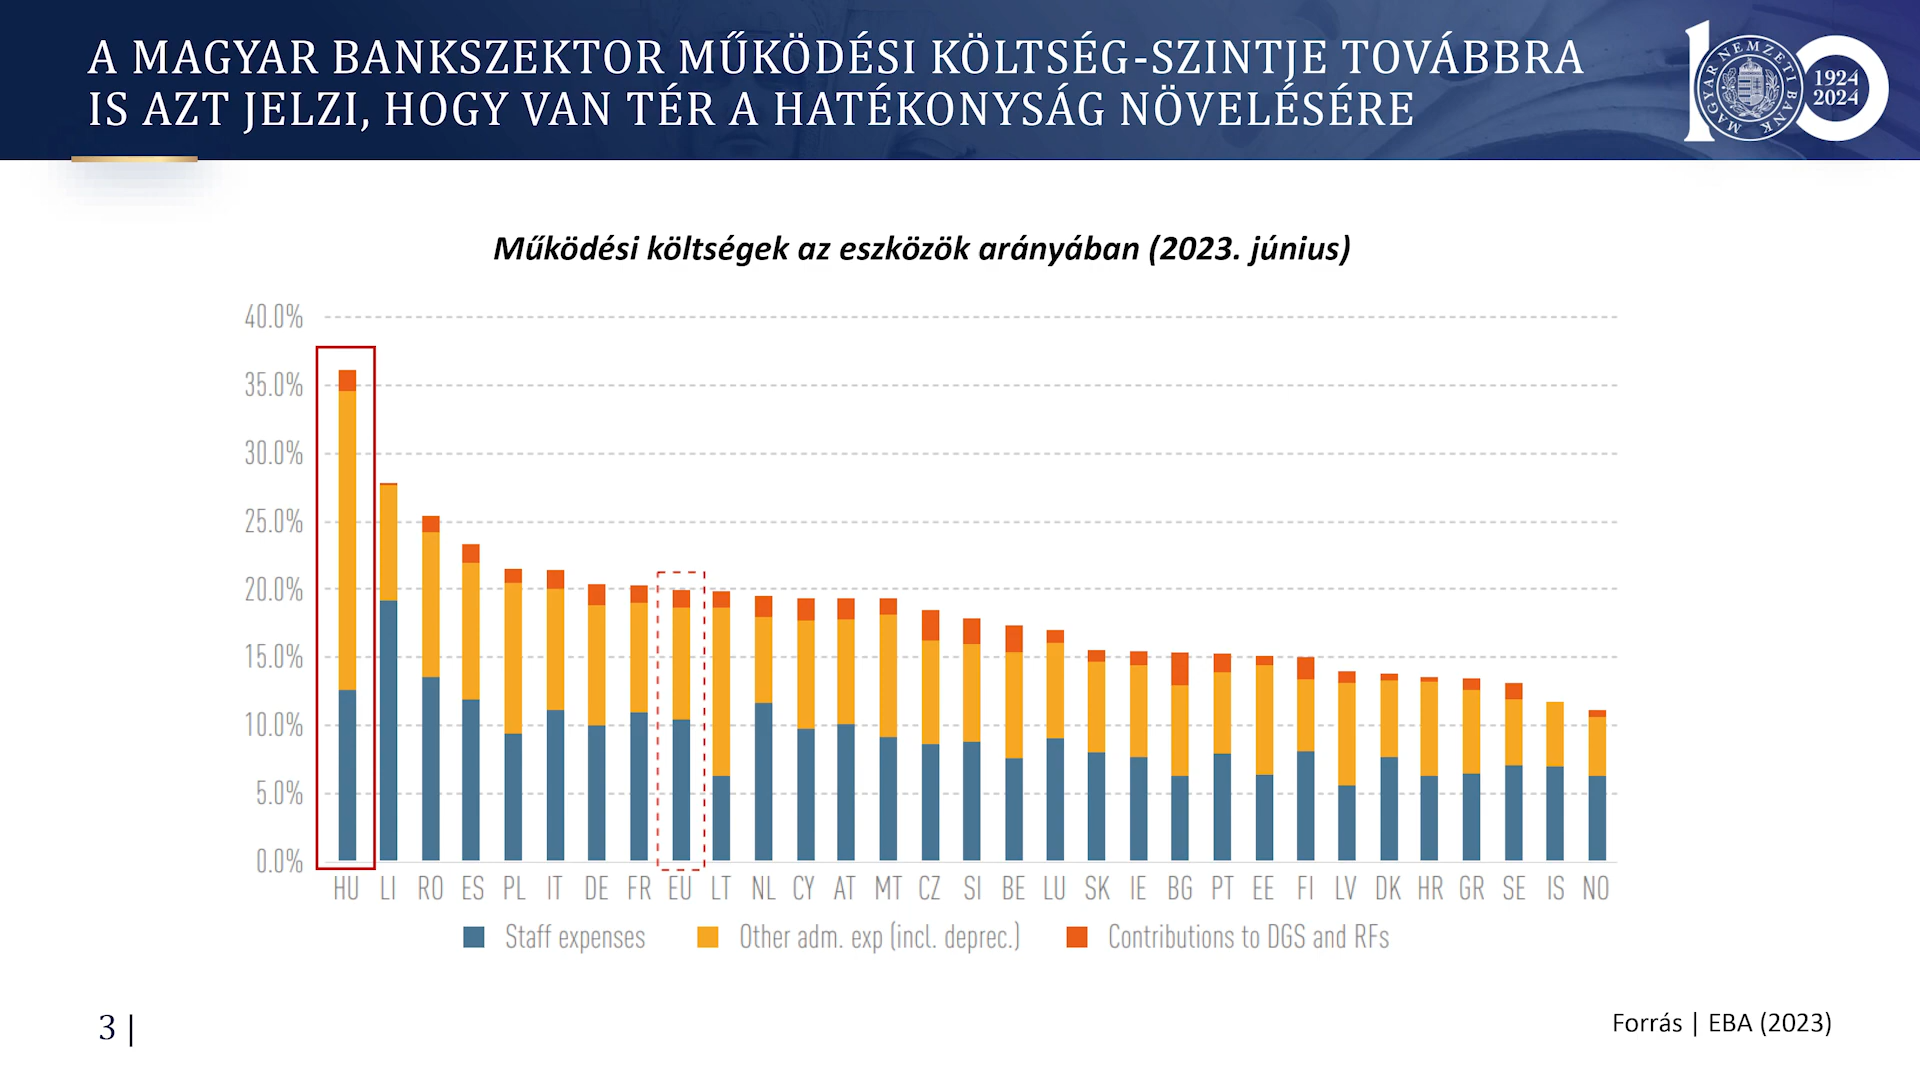 A MAGYAR BANKSZEKTOR MŰKÖDÉSI KÖLTSÉG-SZINTJE TOVÁBBRA
IS AZT JELZI, HOGY VAN TÉR A HATÉKONYSÁG NÖVELÉSÉRE
MAGYAR NEMZETI BANK
1924
2024
Működési költségek az eszközök arányában (2023. június)
40.0%
35.0%
30.0%
25.0%
20.0%
15.0%
10.0%
5.0%
0.0%
HU LI RO ES PL IT DE FR EU LT NL CY AT MT CZ SI BE LU SK IE BG PT EE FI LV DK HR GR SE IS NO
Staff expenses Other adm. exp (incl. deprec.) Contributions to DGS and RFs
3 |
Forrás | EBA (2023)